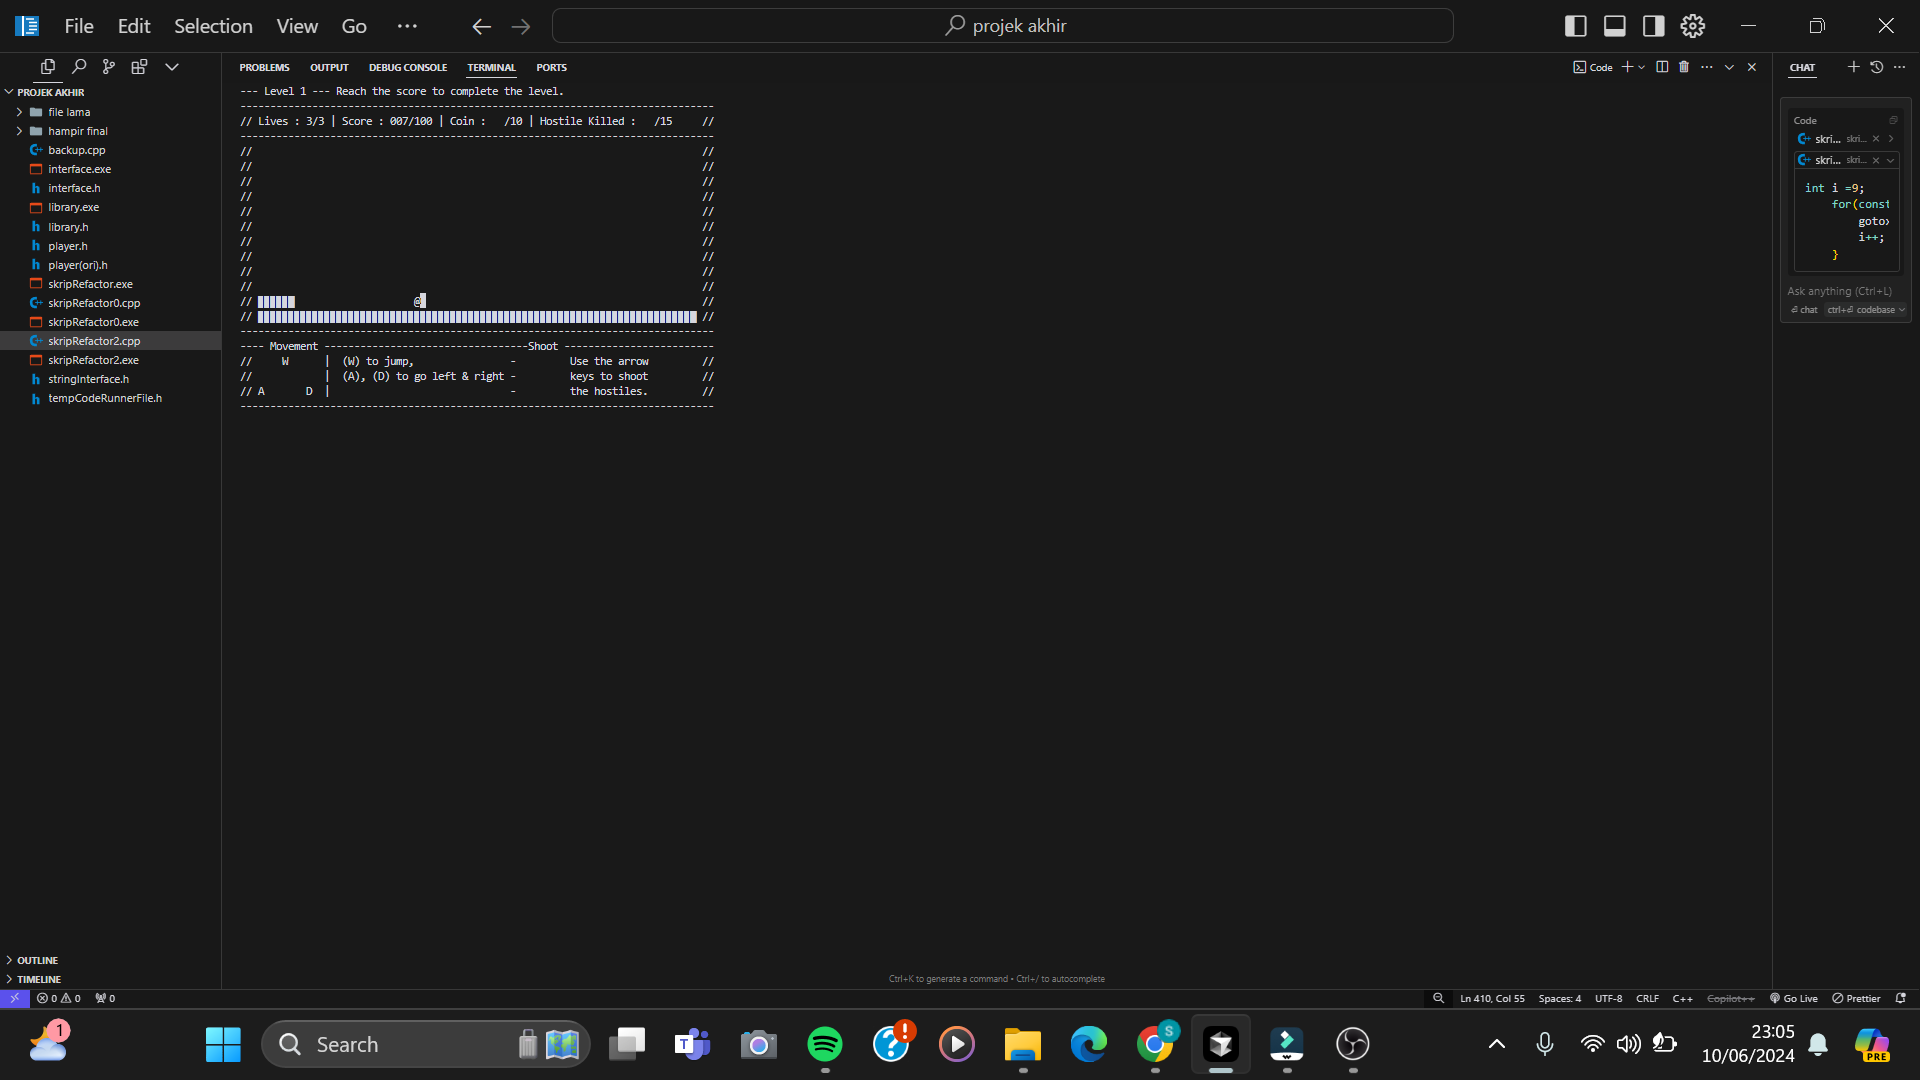 File Edit Selection View Go ···
projek akhir
PROJEK AKHIR
file lama
hampir final
backup.cpp
interface.exe
interface.h
library.exe
library.h
player.h
player(ori).h
skripRefactor.exe
skripRefactor0.cpp
skripRefactor0.exe
skripRefactor2.cpp
skripRefactor2.exe
stringInterface.h
tempCodeRunnerFile.h
OUTLINE
TIMELINE
PROBLEMS OUTPUT DEBUG CONSOLE TERMINAL PORTS
Code
--- Level 1 --- Reach the score to complete the level.
-------------------------------------------------------------------------------
// Lives : 3/3 | Score : 007/100 | Coin :   /10 | Hostile Killed :   /15     //
-------------------------------------------------------------------------------
//                                                                           //
//                                                                           //
//                                                                           //
//                                                                           //
//                                                                           //
//                                                                           //
//                                                                           //
//                                                                           //
//                                                                           //
//                                                                           //
// ██████                    @                                               //
// █████████████████████████████████████████████████████████████████████████ //
-------------------------------------------------------------------------------
---- Movement ----------------------------------Shoot -------------------------
//     W      |  (W) to jump,                -         Use the arrow         //
//            |  (A), (D) to go left & right -         keys to shoot         //
// A       D  |                              -         the hostiles.         //
-------------------------------------------------------------------------------
Ctrl+K to generate a command • Ctrl+/ to autocomplete
CHAT
Code
skri... skri...
skri... skri...
int i =9;
for(const
goto
i++;
}
Ask anything (Ctrl+L)
chat ctrl+⏎ codebase
0 0 0
Ln 410, Col 55 Spaces: 4 UTF-8 CRLF C++ Copilot++ Go Live Prettier
1
Search
S
PRE
23:05
10/06/2024